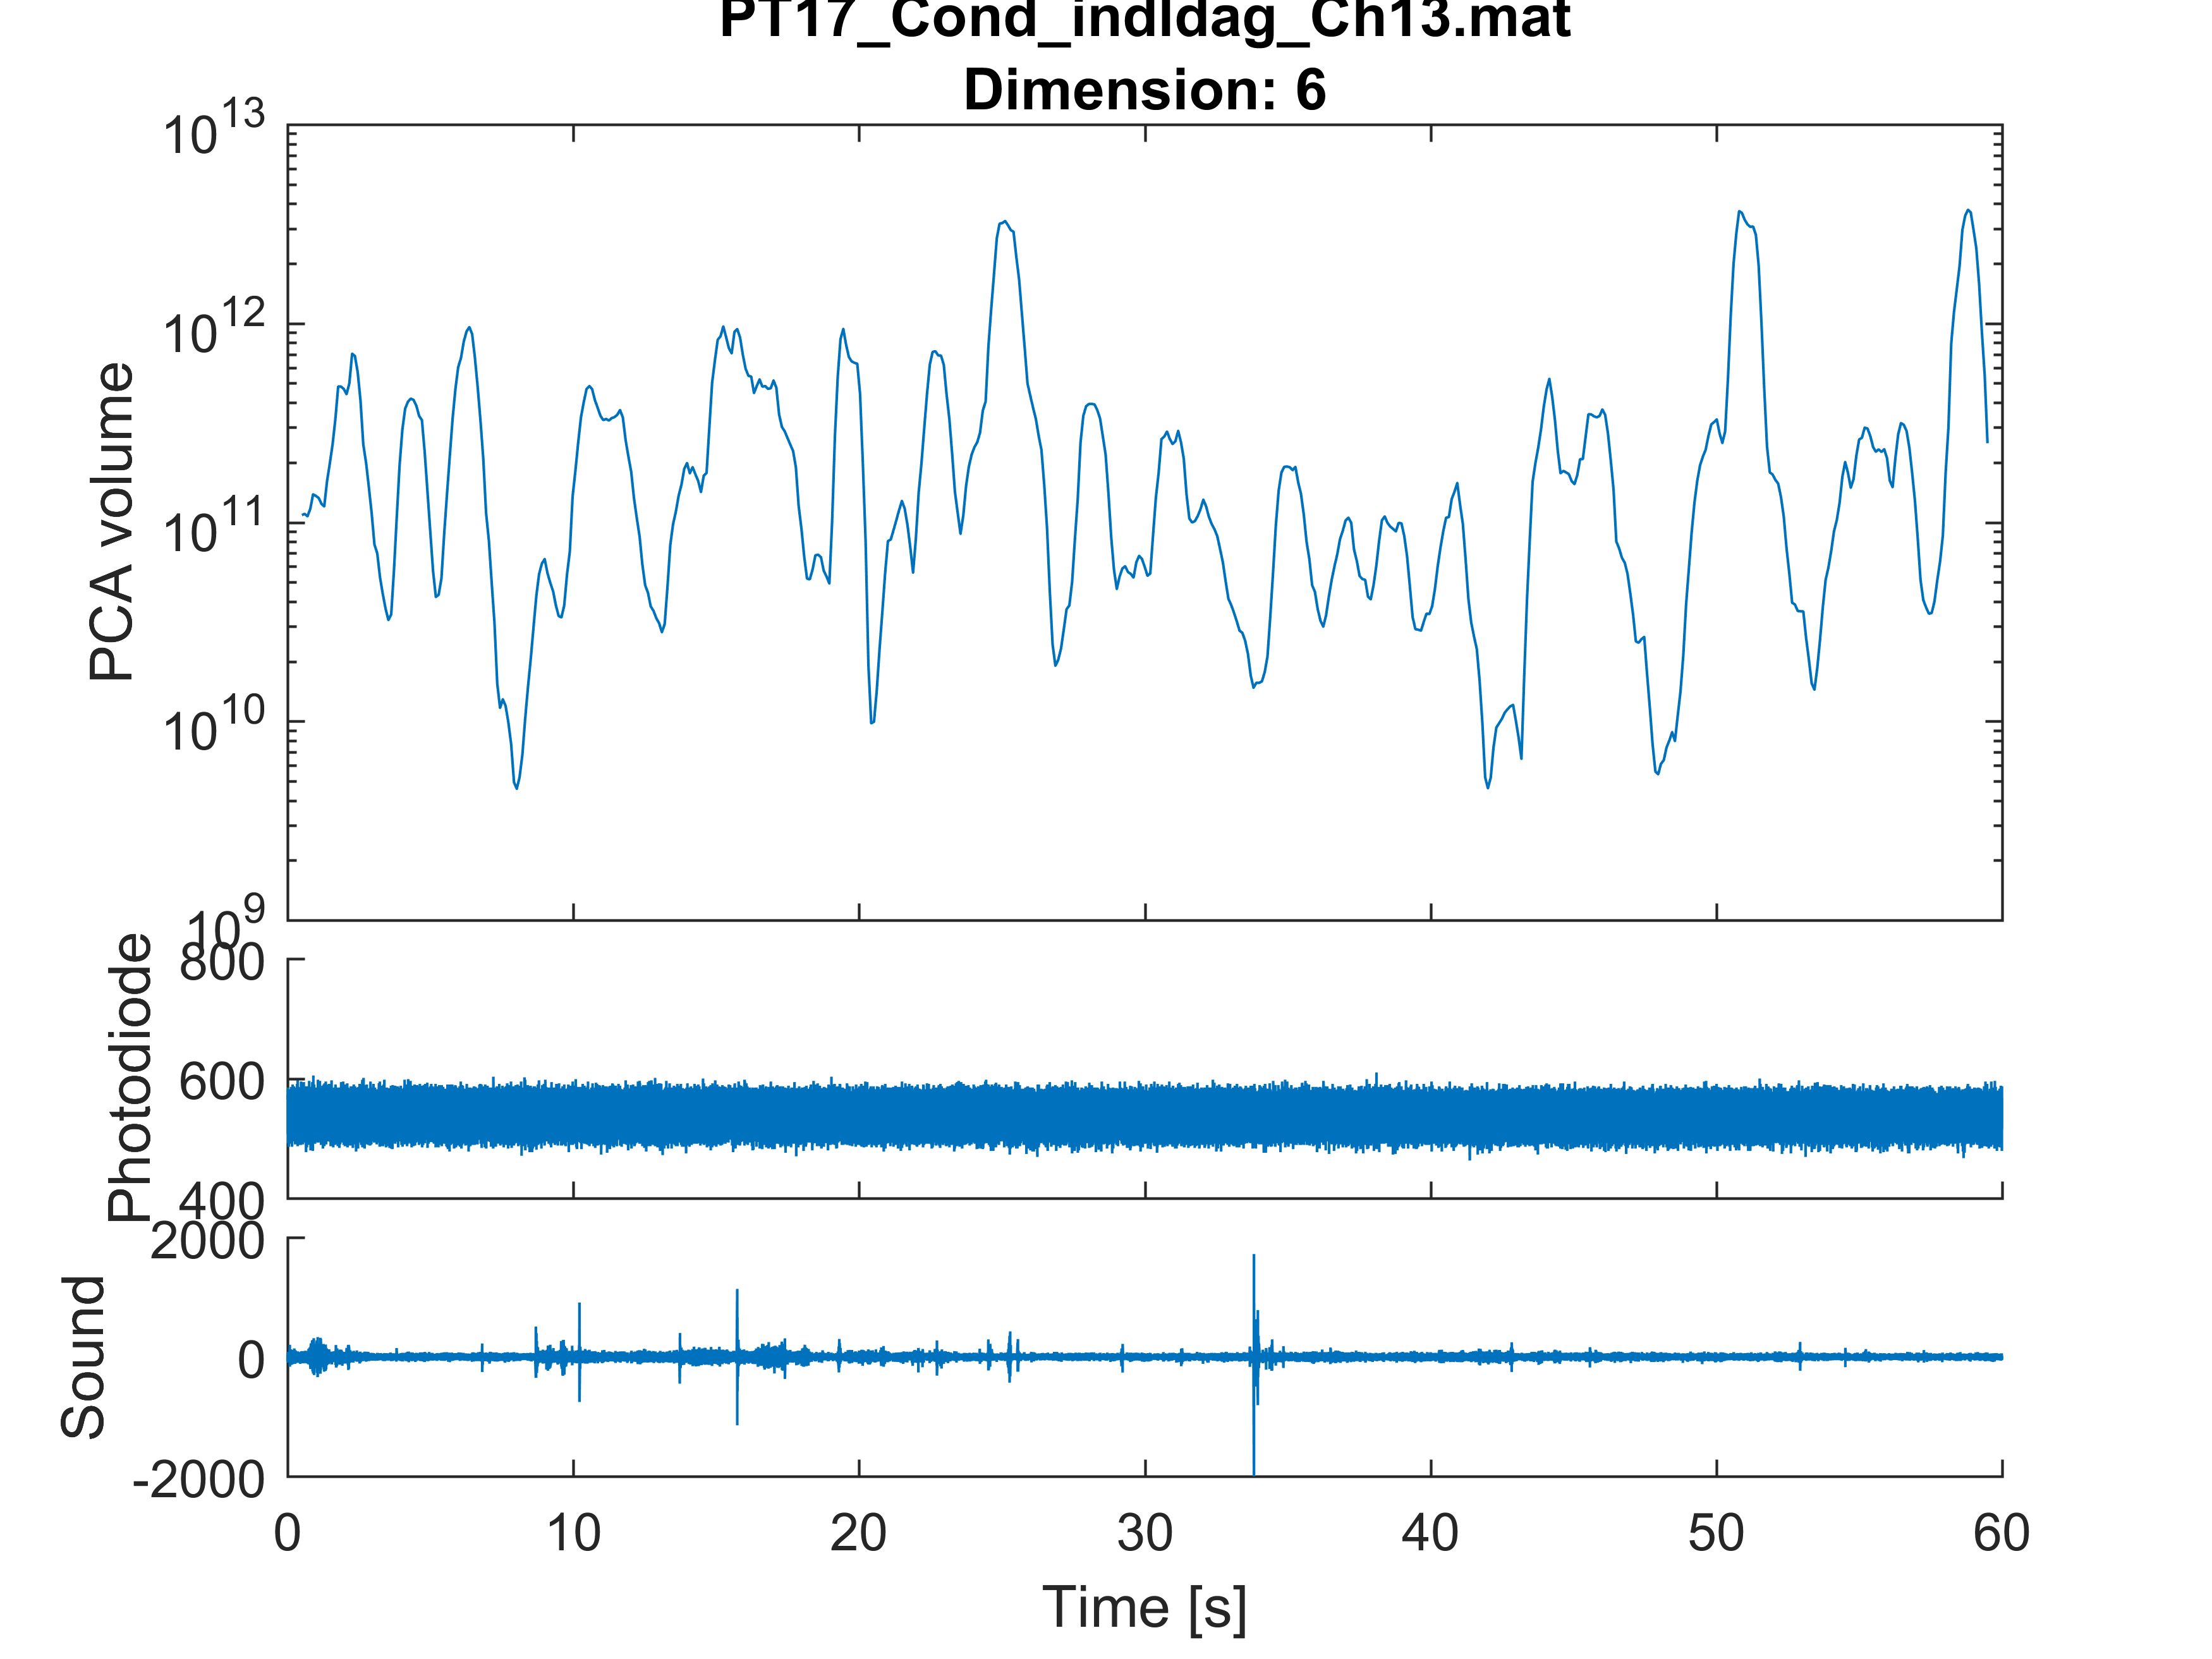 PT17_Cond_indIdag_Ch13.mat
Dimension: 6
10^13
10^12
10^11
10^10
10^9
PCA volume
800
600
400
Photodiode
2000
0
-2000
Sound
0 10 20 30 40 50 60
Time [s]